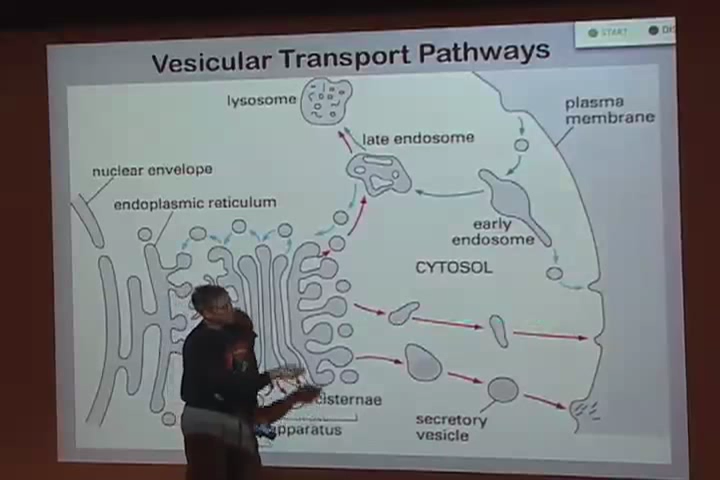 START
Vesicular Transport Pathways
lysosome
plasma
membrane
late endosome
nuclear envelope
endoplasmic reticulum
early
endosome
CYTOSOL
cisternae
apparatus
secretory
vesicle